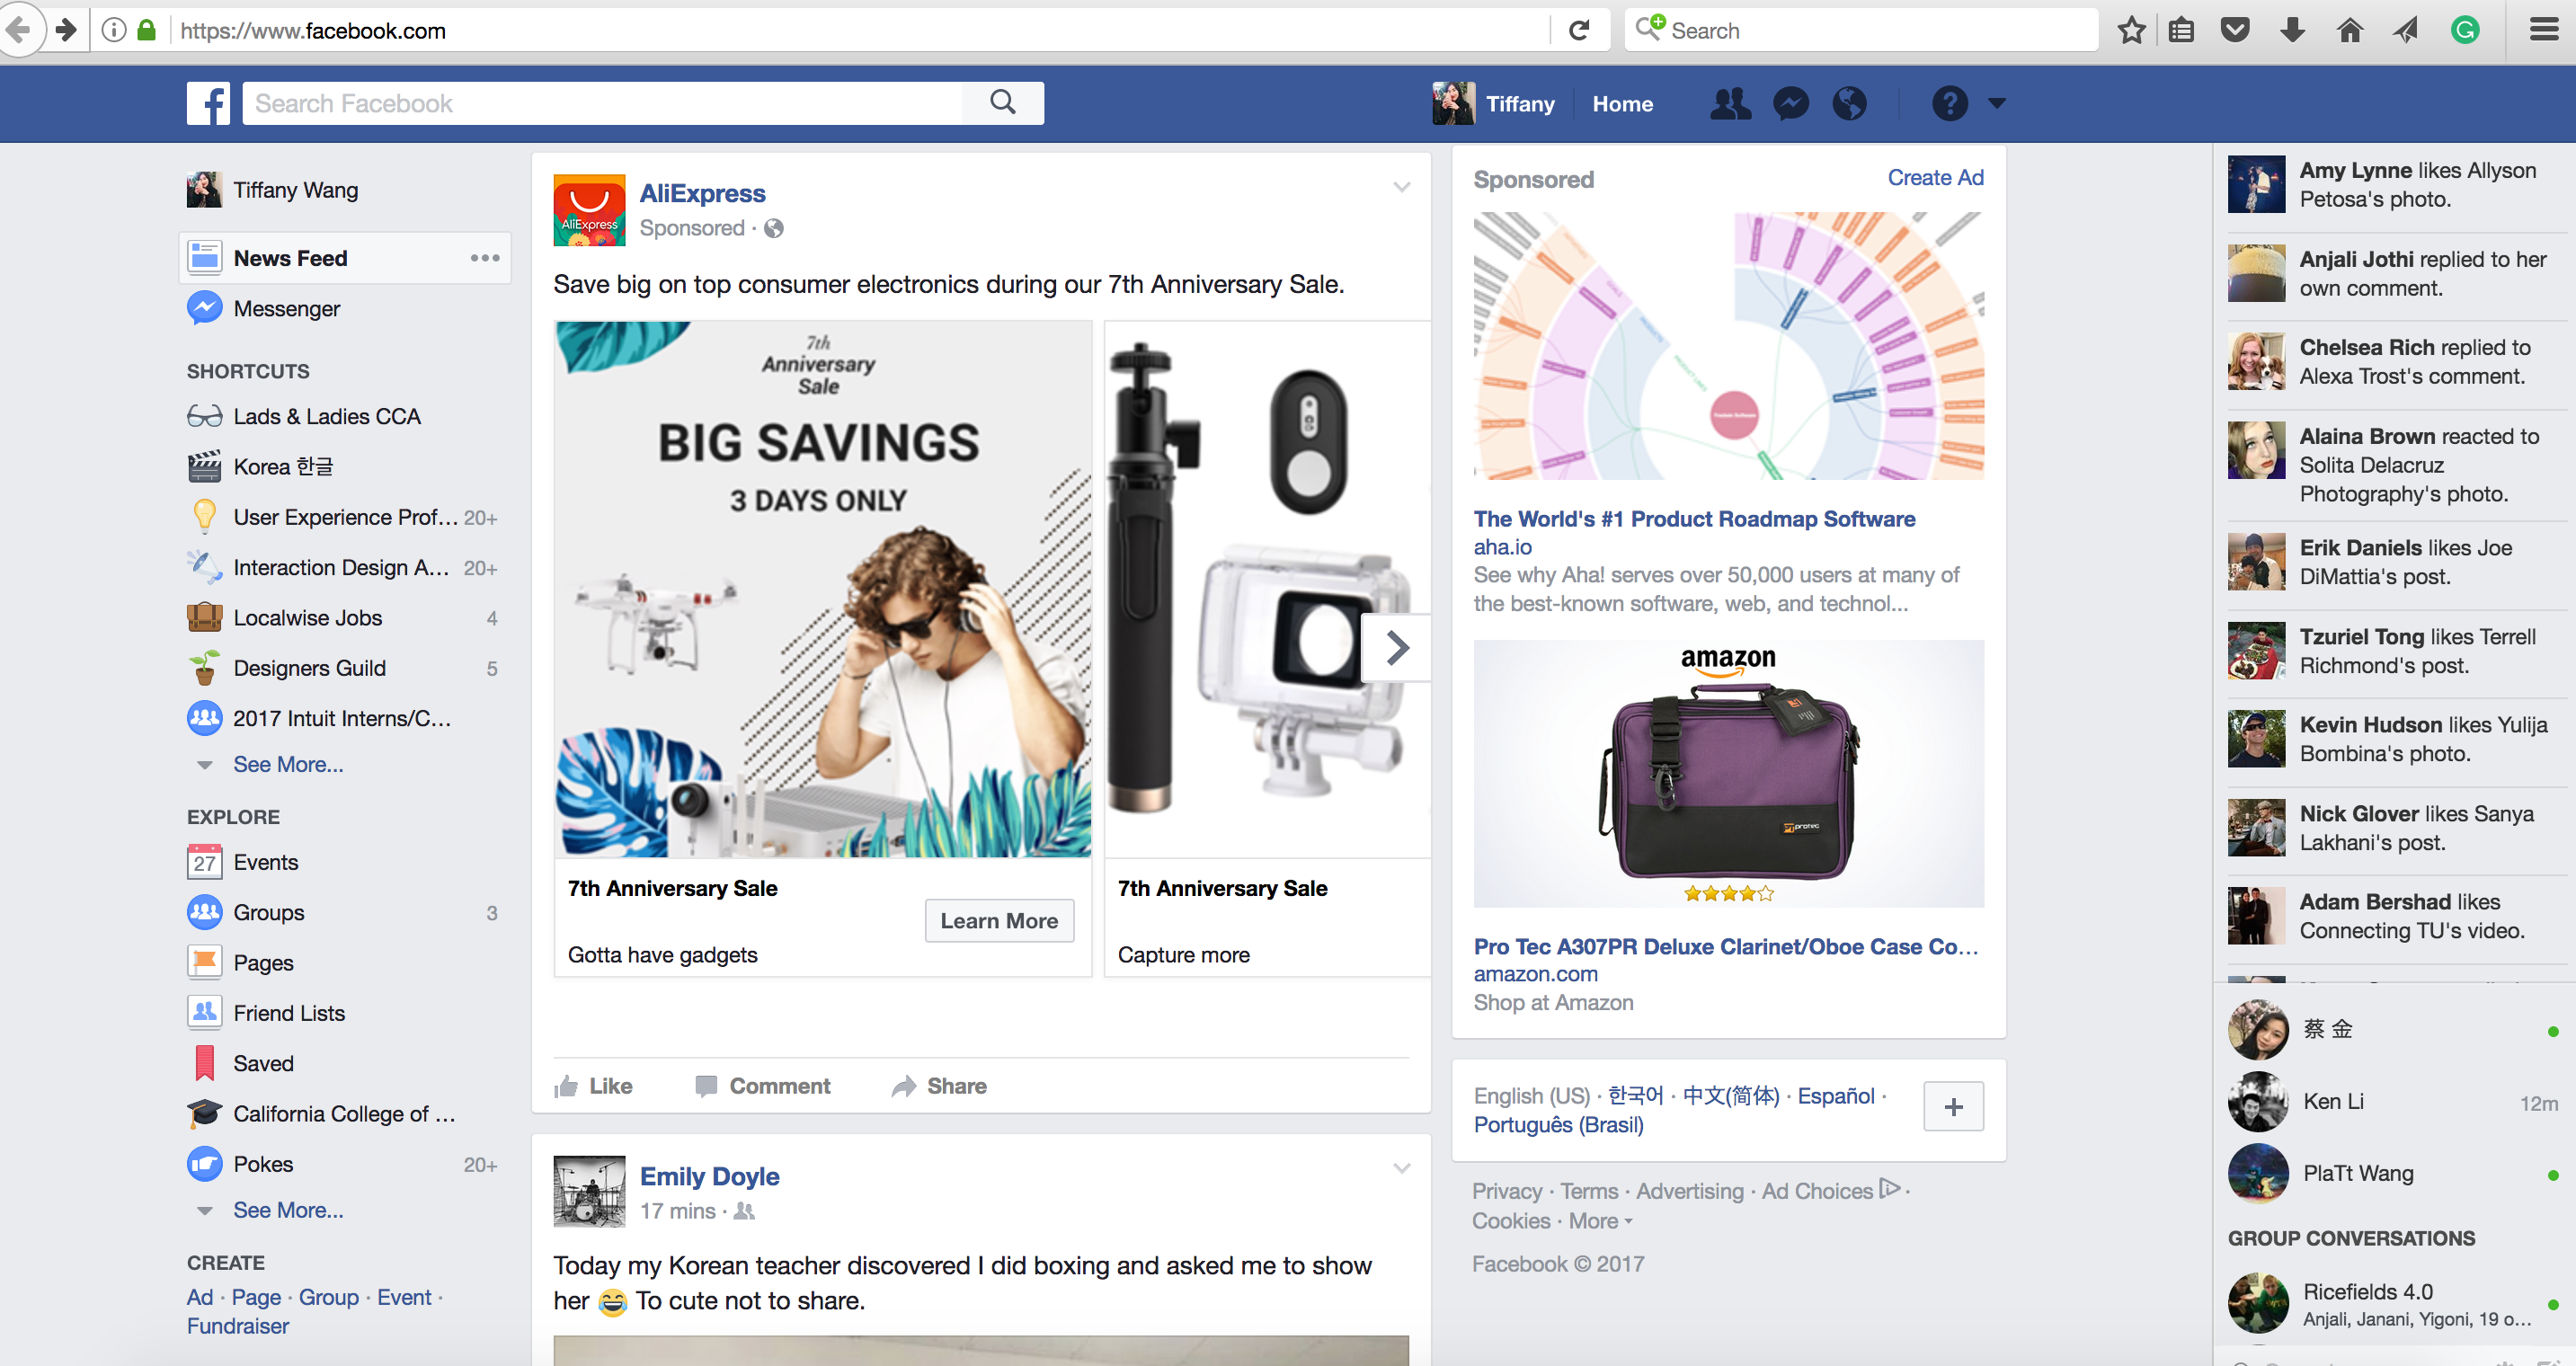 https://www.facebook.com
Search
Search Facebook
Tiffany
Home
Tiffany Wang
News Feed
Messenger
SHORTCUTS
Lads & Ladies CCA
Korea 한글
User Experience Prof... 20+
Interaction Design A... 20+
Localwise Jobs 4
Designers Guild 5
2017 Intuit Interns/C...
See More...
EXPLORE
27 Events
Groups 3
Pages
Friend Lists
Saved
California College of ...
Pokes 20+
See More...
CREATE
Ad · Page · Group · Event ·
Fundraiser
AliExpress
AliExpress
Sponsored ·
Save big on top consumer electronics during our 7th Anniversary Sale.
7th
Anniversary
Sale
BIG SAVINGS
3 DAYS ONLY
7th Anniversary Sale
Learn More
Gotta have gadgets
7th Anniversary Sale
Capture more
Like
Comment
Share
Emily Doyle
17 mins ·
Today my Korean teacher discovered I did boxing and asked me to show
her 😂 To cute not to share.
Sponsored
Create Ad
The World's #1 Product Roadmap Software
aha.io
See why Aha! serves over 50,000 users at many of
the best-known software, web, and technol...
amazon
protec
Pro Tec A307PR Deluxe Clarinet/Oboe Case Co...
amazon.com
Shop at Amazon
English (US) · 한국어 · 中文(简体) · Español ·
Português (Brasil)
Privacy · Terms · Advertising · Ad Choices ·
Cookies · More
Facebook © 2017
Amy Lynne likes Allyson
Petosa's photo.
Anjali Jothi replied to her
own comment.
Chelsea Rich replied to
Alexa Trost's comment.
Alaina Brown reacted to
Solita Delacruz
Photography's photo.
Erik Daniels likes Joe
DiMattia's post.
Tzuriel Tong likes Terrell
Richmond's post.
Kevin Hudson likes Yulija
Bombina's photo.
Nick Glover likes Sanya
Lakhani's post.
Adam Bershad likes
Connecting TU's video.
蔡 金
Ken Li 12m
PlaTt Wang
GROUP CONVERSATIONS
Ricefields 4.0
Anjali, Janani, Yigoni, 19 o...